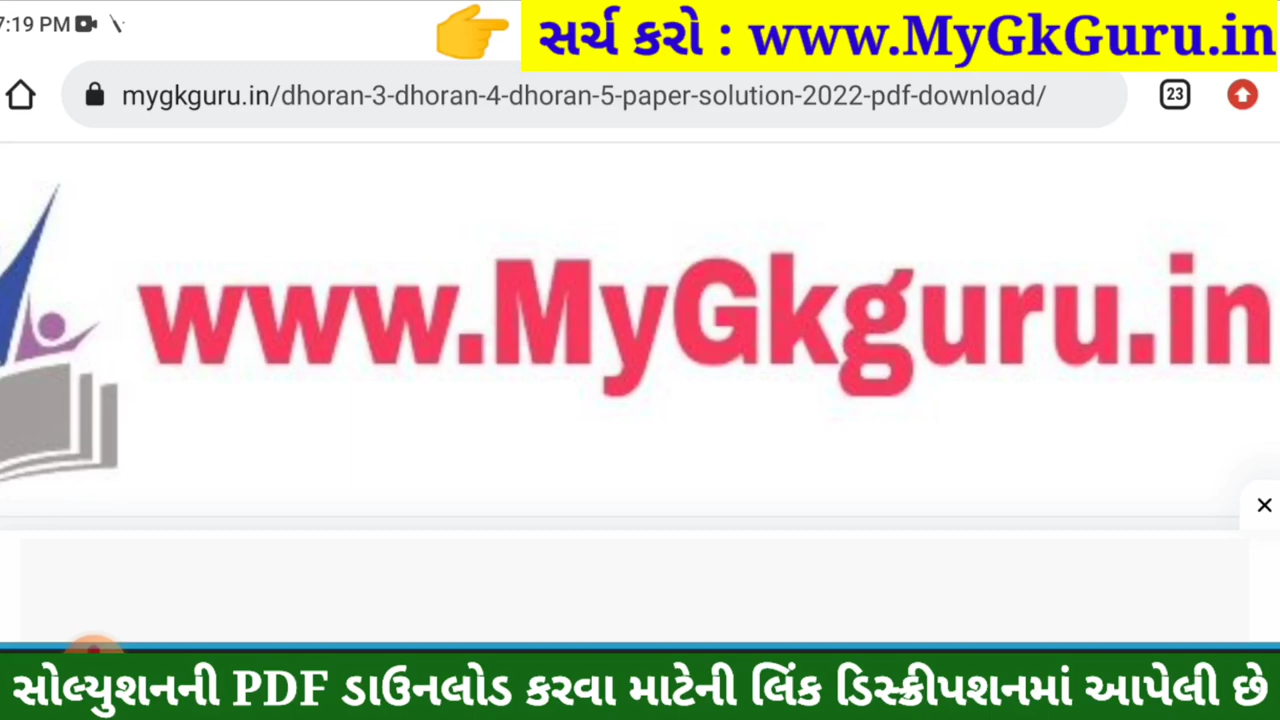 7:19 PM
સર્ચ કરો : www.MyGkGuru.in
mygkguru.in/dhoran-3-dhoran-4-dhoran-5-paper-solution-2022-pdf-download/
23
www.MyGkguru.in
સોલ્યુશનની PDF ડાઉનલોડ કરવા માટેની લિંક ડિસ્ક્રીપશનમાં આપેલી છે